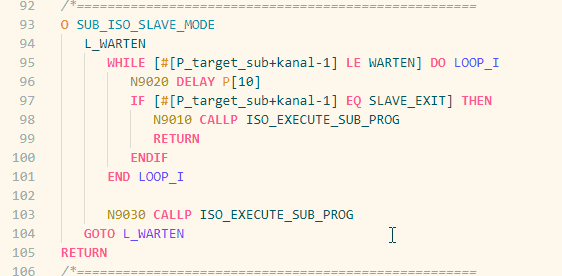 92 /*====================================================
93 O SUB_ISO_SLAVE_MODE
94 L_WARTEN
95 WHILE [#[P_target_sub+kanal-1] LE WARTEN] DO LOOP_I
96 N9020 DELAY P[10]
97 IF [#[P_target_sub+kanal-1] EQ SLAVE_EXIT] THEN
98 N9010 CALLP ISO_EXECUTE_SUB_PROG
99 RETURN
100 ENDIF
101 END LOOP_I
102
103 N9030 CALLP ISO_EXECUTE_SUB_PROG
104 GOTO L_WARTEN
105 RETURN
106 /*====================================================